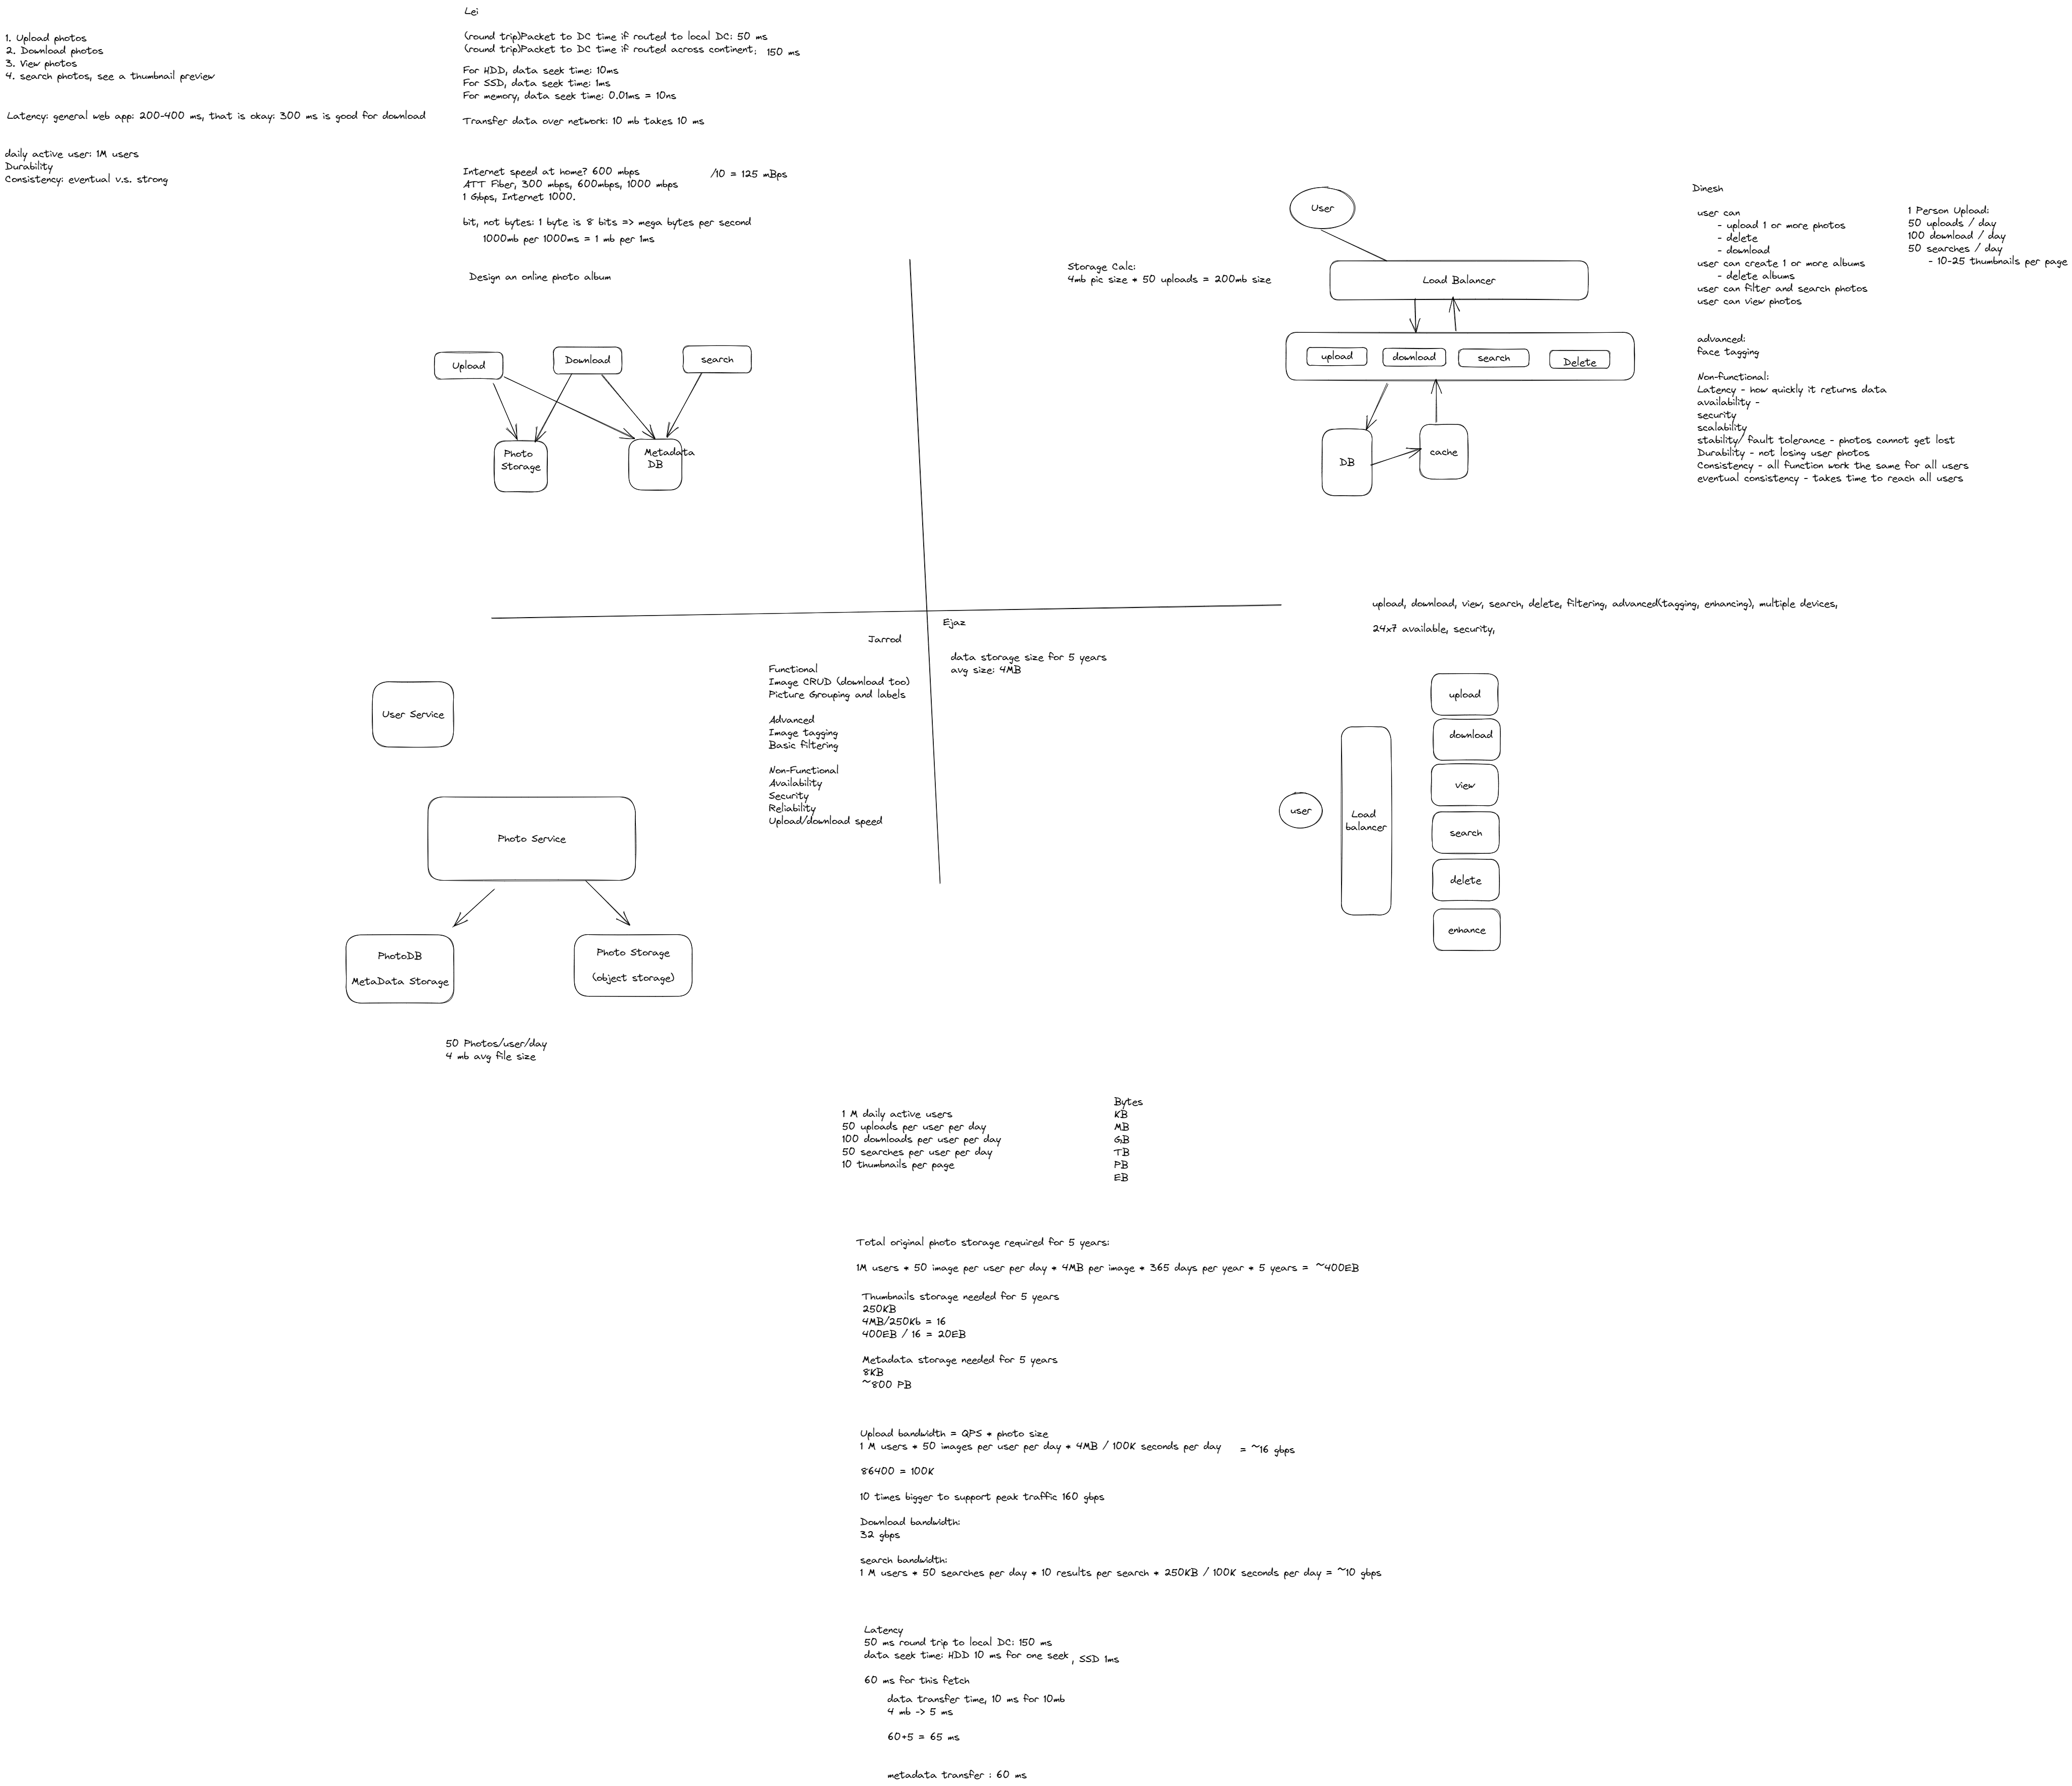 Lei
1. Upload photos
2. Download photos
3. View photos
4. search photos, see a thumbnail preview
Latency: general web app: 200-400 ms, that is okay: 300 ms is good for download
daily active user: 1M users
Durability
Consistency: eventual v.s. strong
(round trip)Packet to DC time if routed to local DC: 50 ms
(round trip)Packet to DC time if routed across continent: 150 ms
For HDD, data seek time: 10ms
For SSD, data seek time: 1ms
For memory, data seek time: 0.01ms = 10ns
Transfer data over network: 10 mb takes 10 ms
Internet speed at home? 600 mbps /10 = 125 mBps
ATT Fiber, 300 mbps, 600mbps, 1000 mbps
1 Gbps, Internet 1000.
bit, not bytes: 1 byte is 8 bits => mega bytes per second
1000mb per 1000ms = 1 mb per 1ms
Design an online photo album
Upload
Download
search
Photo
Storage
Metadata
DB
Storage Calc:
4mb pic size * 50 uploads = 200mb size
User
Load Balancer
upload
download
search
Delete
DB
cache
Dinesh
user can
- upload 1 or more photos
- delete
- download
user can create 1 or more albums
- delete albums
user can filter and search photos
user can view photos
1 Person Upload:
50 uploads / day
100 download / day
50 searches / day
- 10-25 thumbnails per page
advanced:
face tagging
Non-functional:
Latency - how quickly it returns data
availability -
security
scalability
stability/ fault tolerance - photos cannot get lost
Durability - not losing user photos
Consistency - all function work the same for all users
eventual consistency - takes time to reach all users
Jarrod
Functional
Image CRUD (download too)
Picture Grouping and labels
Advanced
Image tagging
Basic filtering
Non-Functional
Availability
Security
Reliability
Upload/download speed
User Service
Photo Service
PhotoDB
MetaData Storage
Photo Storage
(object storage)
50 Photos/user/day
4 mb avg file size
Ejaz
data storage size for 5 years
avg size: 4MB
upload, download, view, search, delete, filtering, advanced(tagging, enhancing), multiple devices,
24x7 available, security,
user
Load
balancer
upload
download
view
search
delete
enhance
1 M daily active users
50 uploads per user per day
100 downloads per user per day
50 searches per user per day
10 thumbnails per page
Bytes
KB
MB
GB
TB
PB
EB
Total original photo storage required for 5 years:
1M users * 50 image per user per day * 4MB per image * 365 days per year * 5 years = ~400EB
Thumbnails storage needed for 5 years
250KB
4MB/250Kb = 16
400EB / 16 = 20EB
Metadata storage needed for 5 years
8KB
~800 PB
Upload bandwidth = QPS * photo size
1 M users * 50 images per user per day * 4MB / 100K seconds per day = ~16 gbps
86400 = 100K
10 times bigger to support peak traffic 160 gbps
Download bandwidth:
32 gbps
search bandwidth:
1 M users * 50 searches per day * 10 results per search * 250KB / 100K seconds per day = ~10 gbps
Latency
50 ms round trip to local DC: 150 ms
data seek time: HDD 10 ms for one seek , SSD 1ms
60 ms for this fetch
data transfer time, 10 ms for 10mb
4 mb -> 5 ms
60+5 = 65 ms
metadata transfer : 60 ms